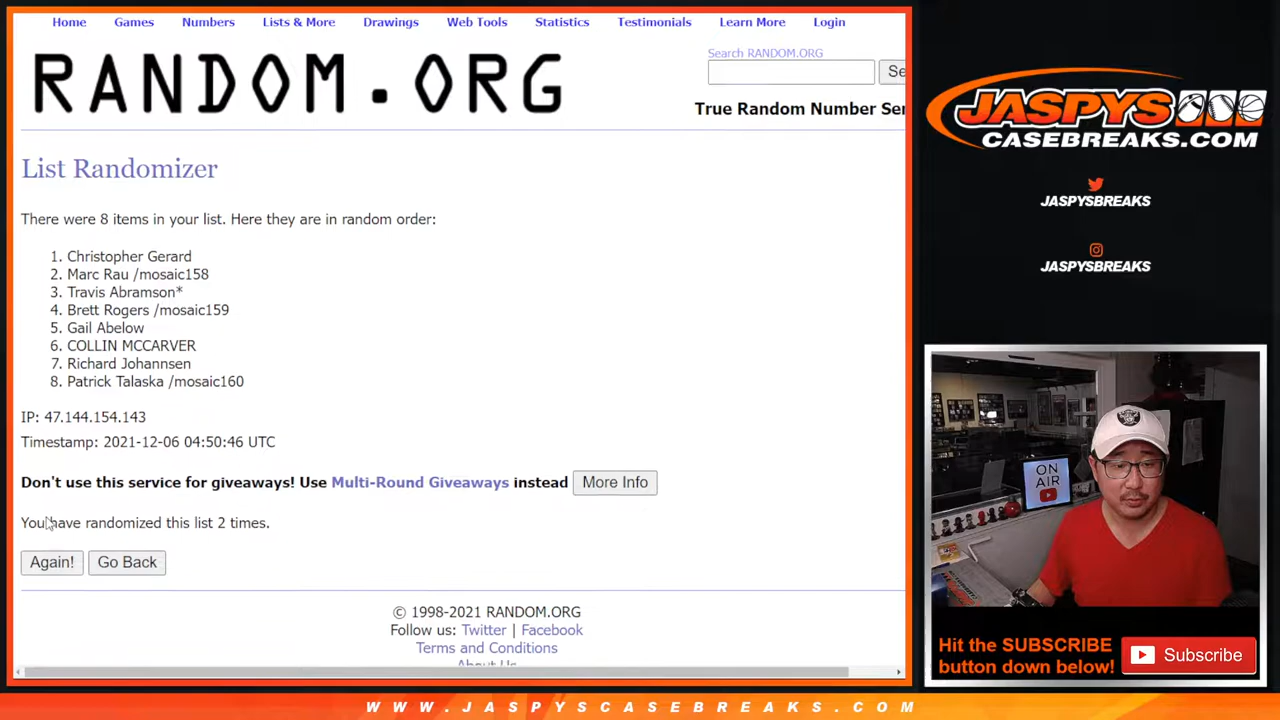 Home Games Numbers Lists & More Drawings Web Tools Statistics Testimonials Learn More Login
RANDOM.ORG
Search RANDOM.ORG
Se
True Random Number Ser
List Randomizer
There were 8 items in your list. Here they are in random order:
1. Christopher Gerard
2. Marc Rau /mosaic158
3. Travis Abramson*
4. Brett Rogers /mosaic159
5. Gail Abelow
6. COLLIN MCCARVER
7. Richard Johannsen
8. Patrick Talaska /mosaic160
IP: 47.144.154.143
Timestamp: 2021-12-06 04:50:46 UTC
Don't use this service for giveaways! Use Multi-Round Giveaways instead More Info
You have randomized this list 2 times.
Again! Go Back
© 1998-2021 RANDOM.ORG
Follow us: Twitter | Facebook
Terms and Conditions
About Us
JASPYS
CASEBREAKS.COM
JASPYSBREAKS
JASPYSBREAKS
ON
AIR
Hit the SUBSCRIBE
button down below!
Subscribe
WWW.JASPYSCASEBREAKS.COM